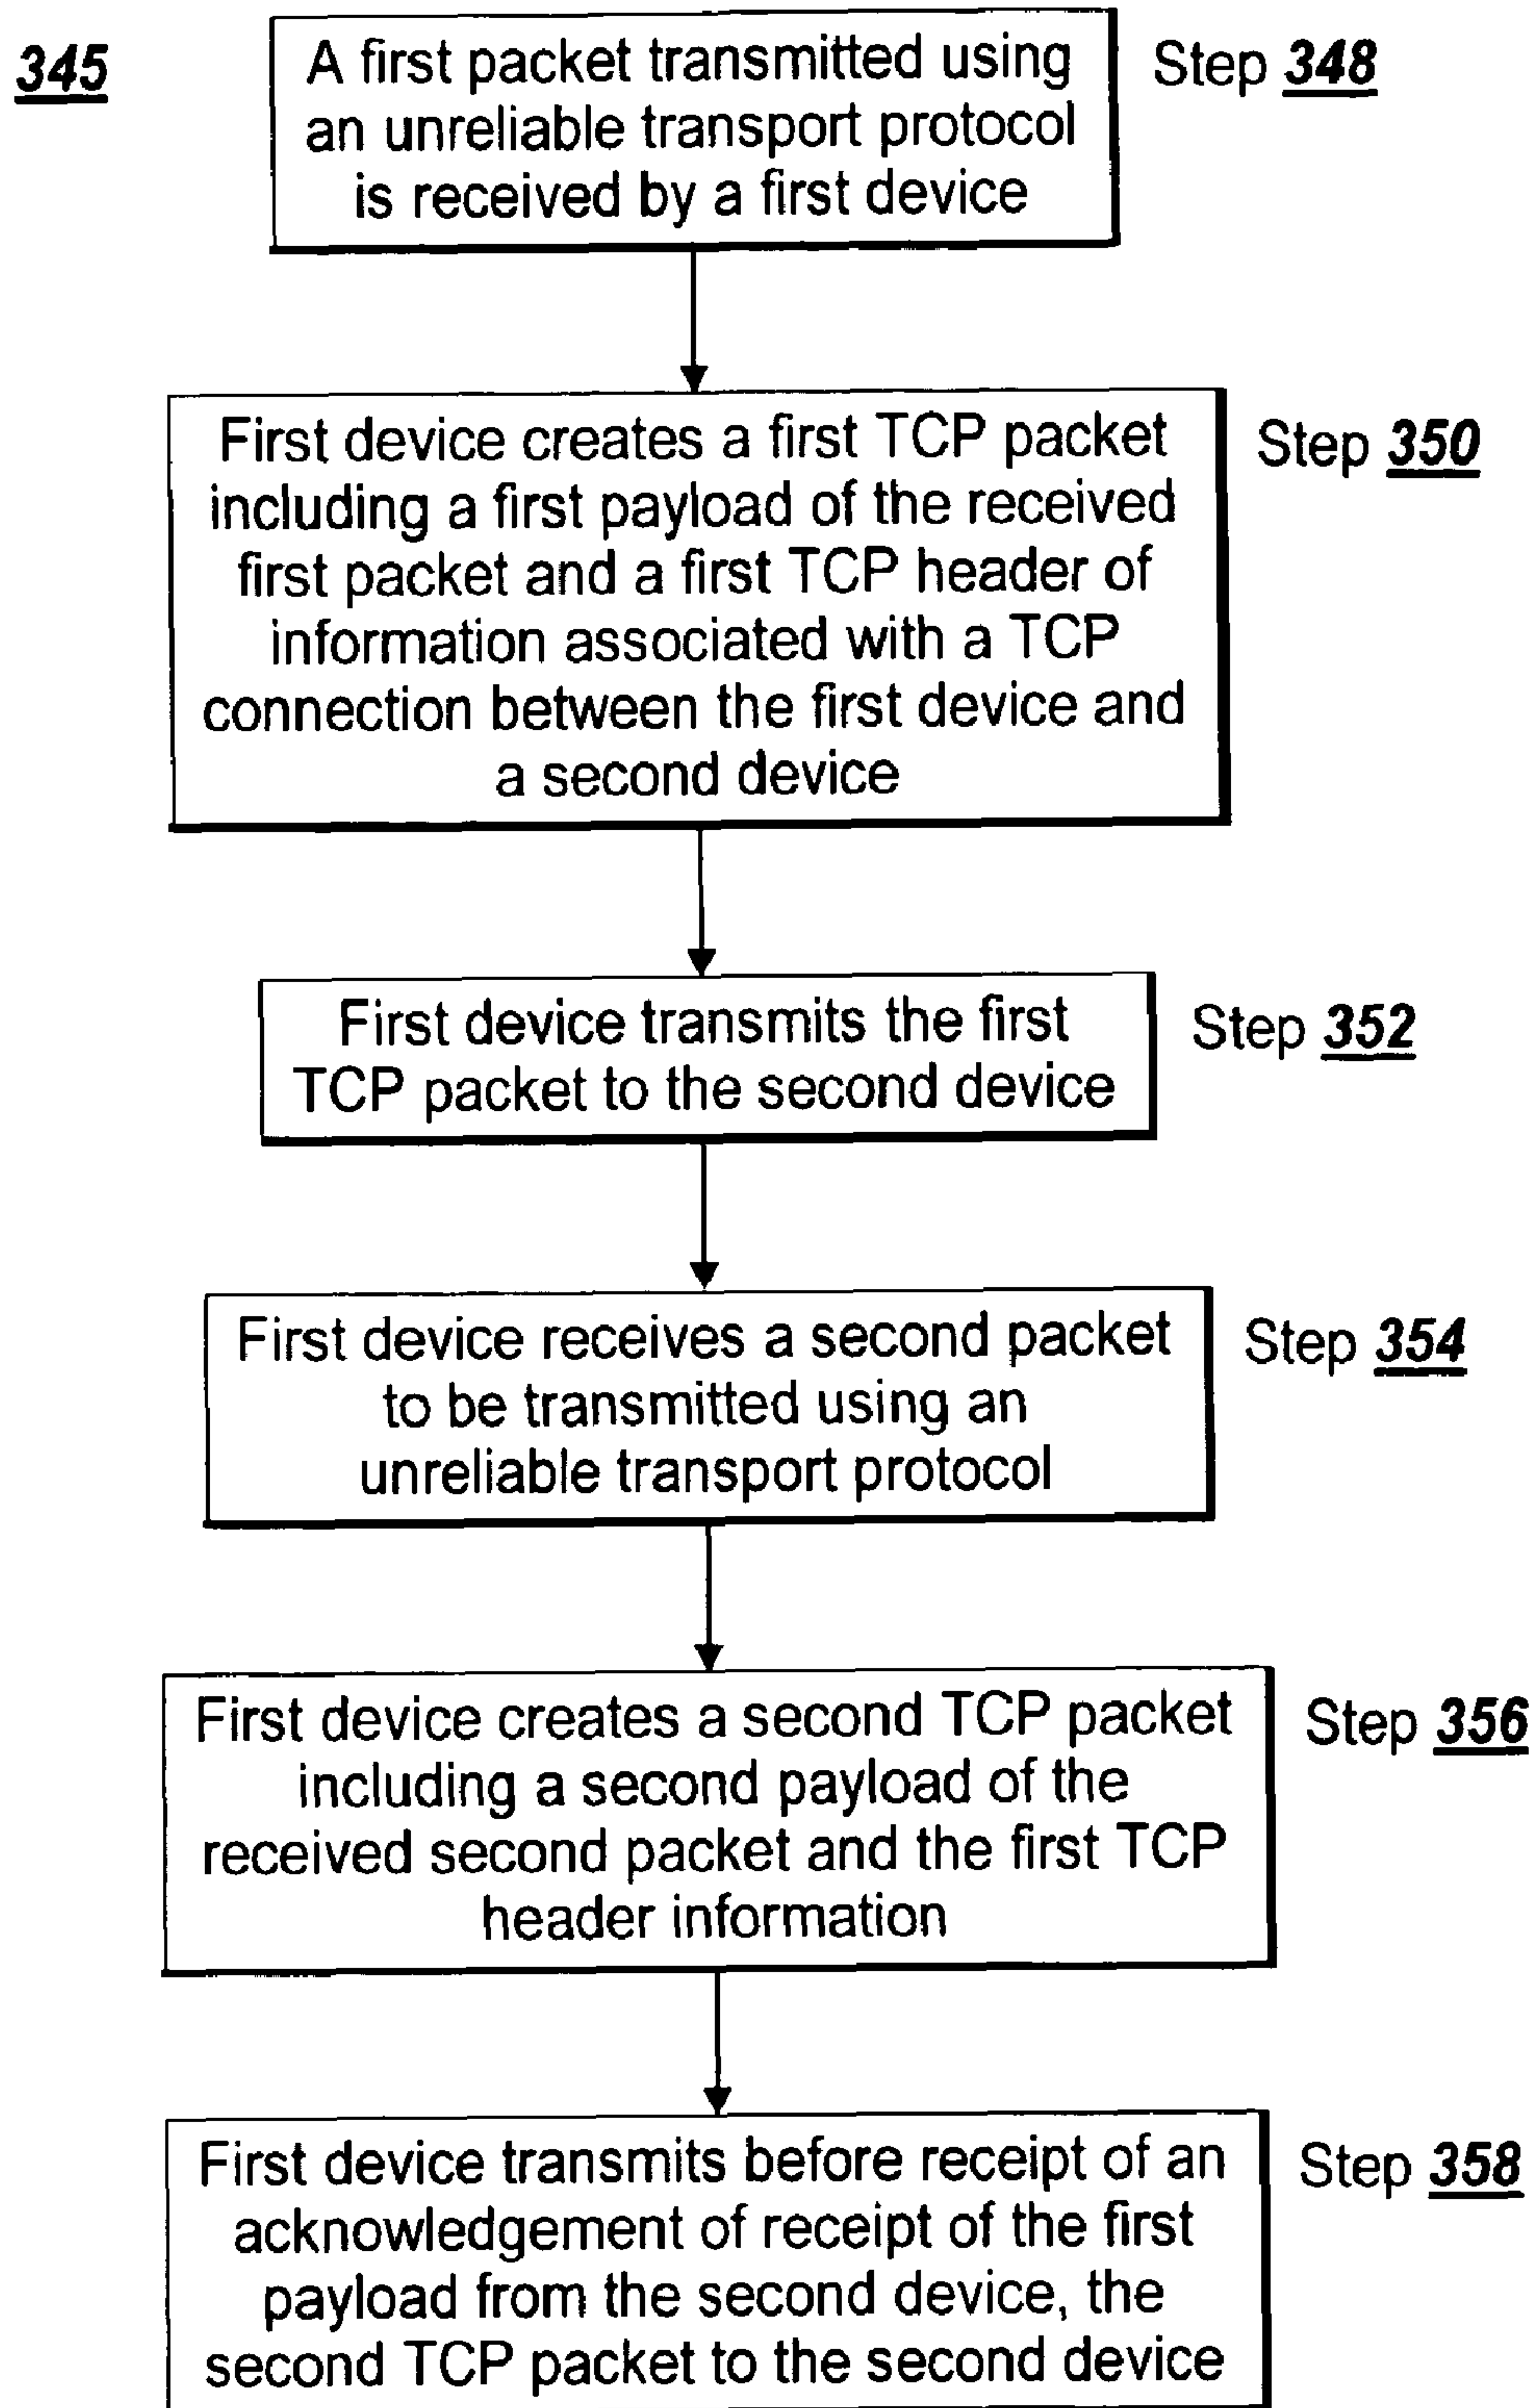 345
A first packet transmitted using
an unreliable transport protocol
is received by a first device
Step 348
First device creates a first TCP packet
including a first payload of the received
first packet and a first TCP header of
information associated with a TCP
connection between the first device and
a second device
Step 350
First device transmits the first
TCP packet to the second device
Step 352
First device receives a second packet
to be transmitted using an
unreliable transport protocol
Step 354
First device creates a second TCP packet
including a second payload of the
received second packet and the first TCP
header information
Step 356
First device transmits before receipt of an
acknowledgement of receipt of the first
payload from the second device, the
second TCP packet to the second device
Step 358